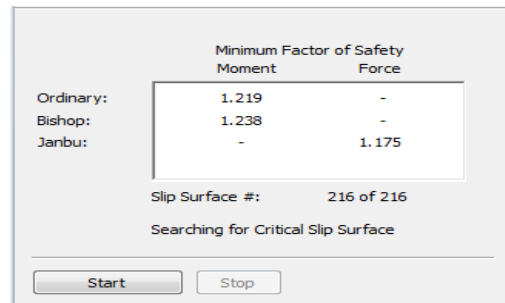 Minimum Factor of Safety
Moment Force
Ordinary: 1.219 -
Bishop: 1.238 -
Janbu: - 1.175
Slip Surface #: 216 of 216
Searching for Critical Slip Surface
Start Stop